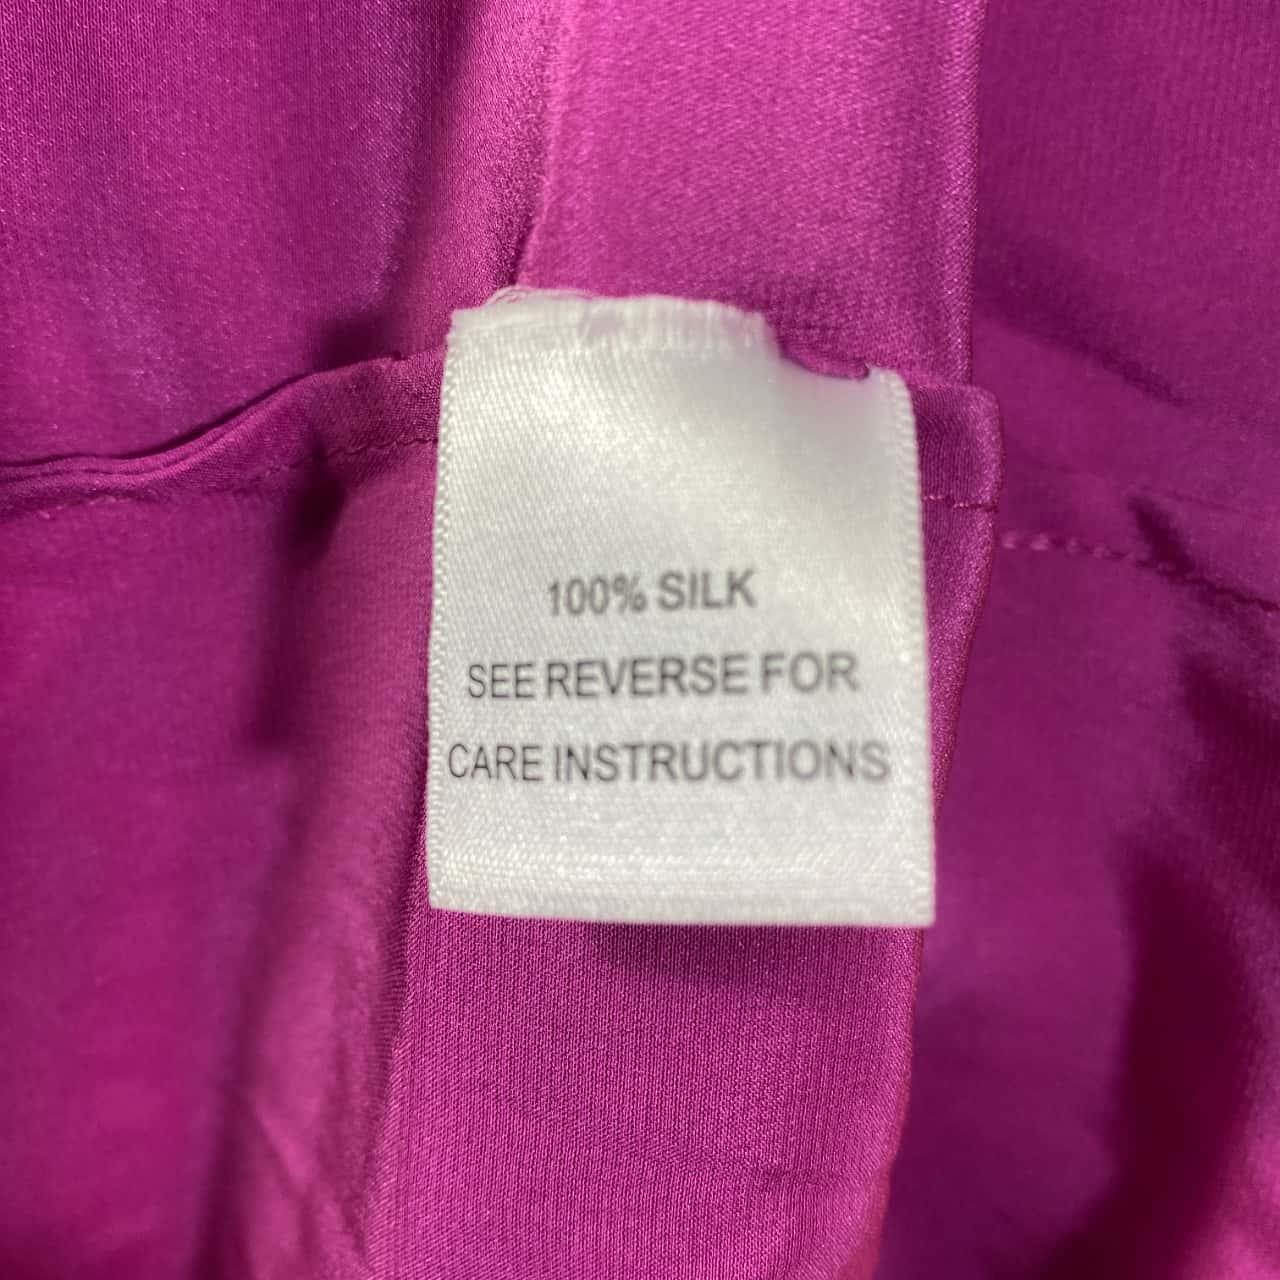 100% SILK
SEE REVERSE FOR
CARE INSTRUCTIONS